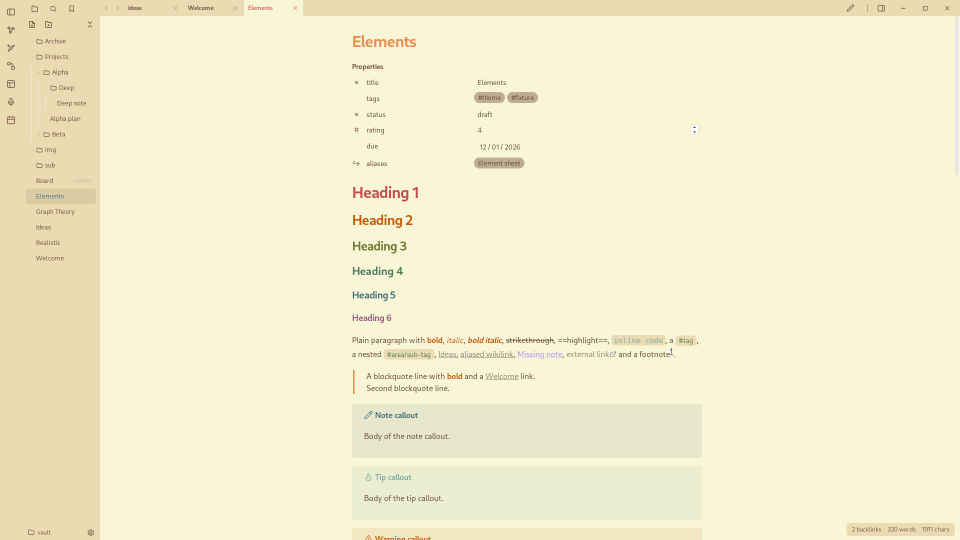 Ideas
Welcome
Elements
Archive
Projects
Alpha
Deep
Deep note
Alpha plan
Beta
img
sub
Board CANVAS
Elements
Graph Theory
Ideas
Realistic
Welcome
vault
Elements
Properties
title Elements
tags #theme #fixture
status draft
rating 4
due 12/01/2026
aliases Element sheet
Heading 1
Heading 2
Heading 3
Heading 4
Heading 5
Heading 6
Plain paragraph with bold, italic, bold italic, strikethrough, ==highlight==, inline code, a #tag,
a nested #area/sub-tag, Ideas, aliased wikilink, Missing note, external link and a footnote1.
A blockquote line with bold and a Welcome link.
Second blockquote line.
Note callout
Body of the note callout.
Tip callout
Body of the tip callout.
Warning callout
2 backlinks 320 words 1911 chars